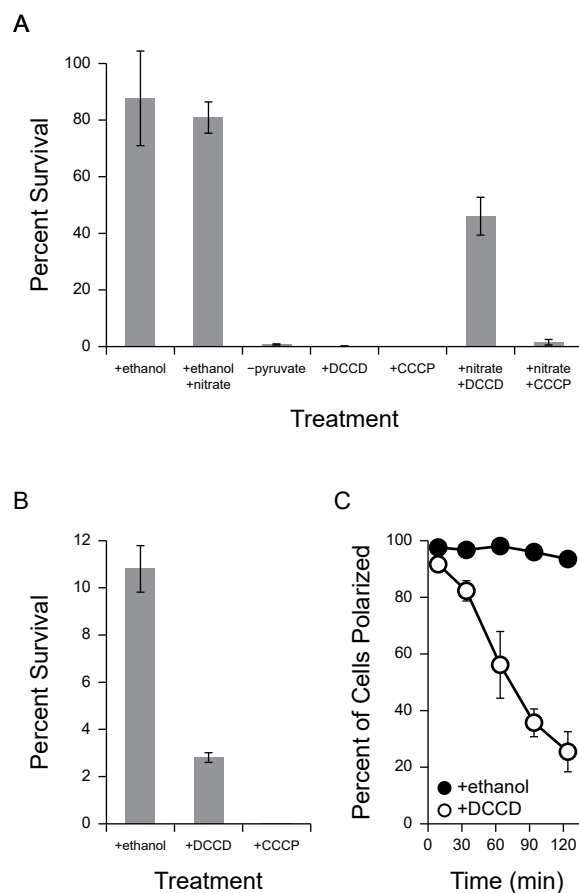 A
100
80
60
40
20
0
Percent Survival
+ethanol
+ethanol
+nitrate
−pyruvate
+DCCD
+CCCP
+nitrate
+DCCD
+nitrate
+CCCP
Treatment
B
12
10
8
6
4
2
0
Percent Survival
+ethanol
+DCCD
+CCCP
Treatment
C
100
80
60
40
20
0
Percent of Cells Polarized
+ethanol
+DCCD
0 30 60 90 120
Time (min)